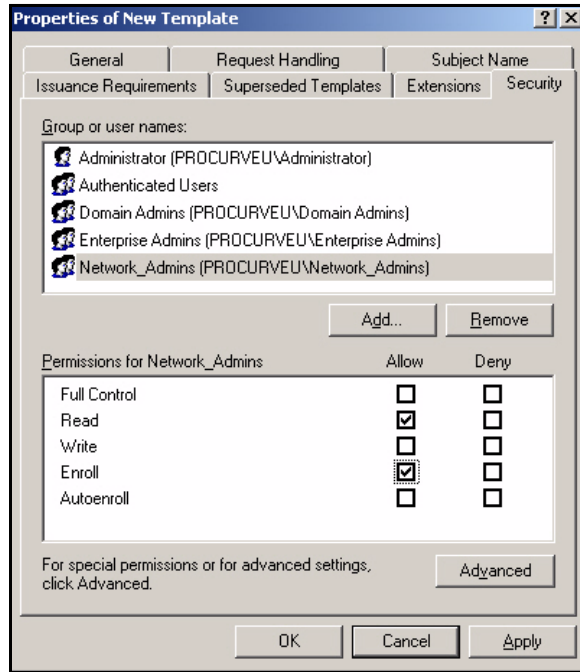 Properties of New Template
General Request Handling Subject Name
Issuance Requirements Superseded Templates Extensions Security
Group or user names:
Administrator (PROCURVEU\Administrator)
Authenticated Users
Domain Admins (PROCURVEU\Domain Admins)
Enterprise Admins (PROCURVEU\Enterprise Admins)
Network_Admins (PROCURVEU\Network_Admins)
Add... Remove
Permissions for Network_Admins Allow Deny
Full Control
Read
Write
Enroll
Autoenroll
For special permissions or for advanced settings,
click Advanced.
Advanced
OK Cancel Apply